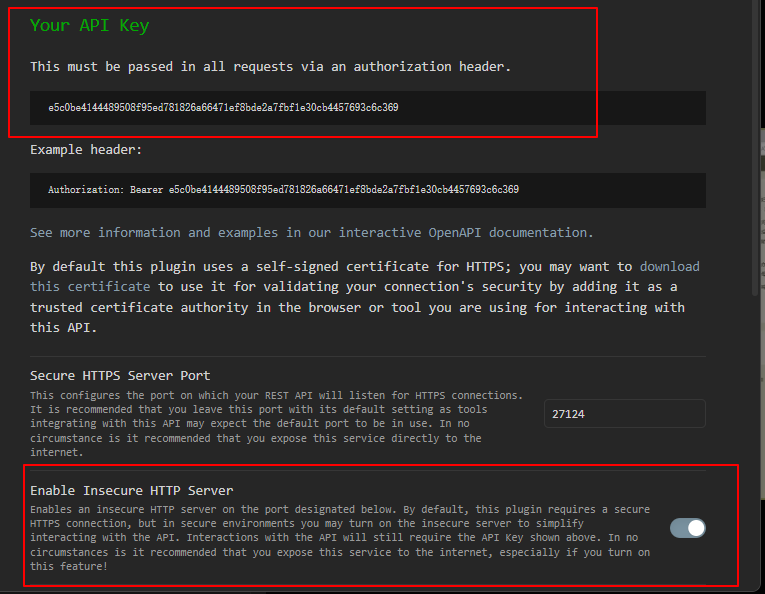 Your API Key
This must be passed in all requests via an authorization header.
e5c0be4144489508f95ed781826a66471ef8bde2a7fbf1e30cb4457693c6c369
Example header:
Authorization: Bearer e5c0be4144489508f95ed781826a66471ef8bde2a7fbf1e30cb4457693c6c369
See more information and examples in our interactive OpenAPI documentation.
By default this plugin uses a self-signed certificate for HTTPS; you may want to download
this certificate to use it for validating your connection's security by adding it as a
trusted certificate authority in the browser or tool you are using for interacting with
this API.
Secure HTTPS Server Port
This configures the port on which your REST API will listen for HTTPS connections.
It is recommended that you leave this port with its default setting as tools
integrating with this API may expect the default port to be in use. In no
circumstance is it recommended that you expose this service directly to the
internet.
27124
Enable Insecure HTTP Server
Enables an insecure HTTP server on the port designated below. By default, this plugin requires a secure
HTTPS connection, but in secure environments you may turn on the insecure server to simplify
interacting with the API. Interactions with the API will still require the API Key shown above. In no
circumstances is it recommended that you expose this service to the internet, especially if you turn on
this feature!